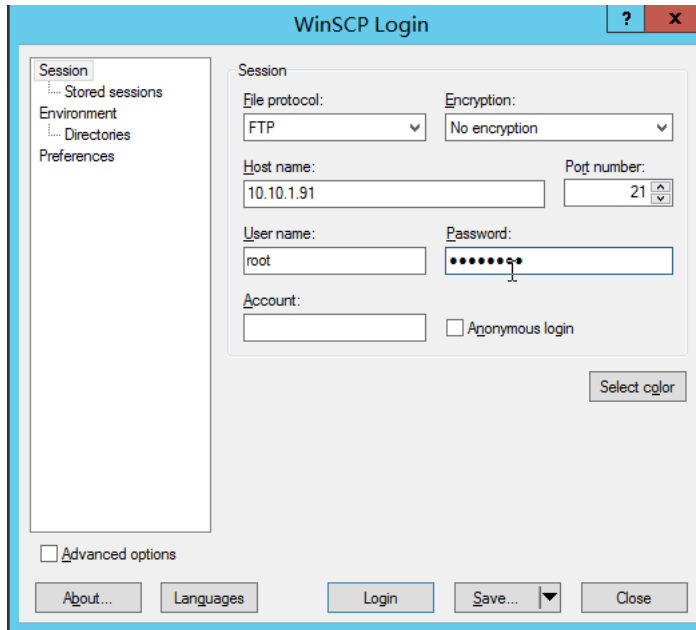 WinSCP Login
? x
Session
Stored sessions
Environment
Directories
Preferences
Session
File protocol: Encryption:
FTP No encryption
Host name: Port number:
10.10.1.91 21
User name: Password:
root ••••••••
Account:
Anonymous login
Select color
Advanced options
About... Languages Login Save... Close